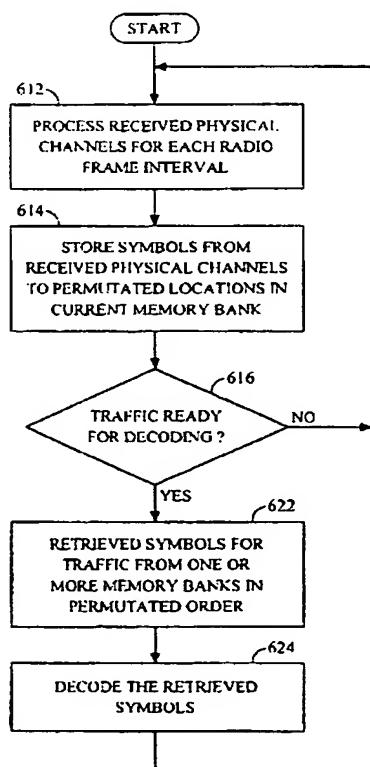 START
612
PROCESS RECEIVED PHYSICAL
CHANNELS FOR EACH RADIO
FRAME INTERVAL
614
STORE SYMBOLS FROM
RECEIVED PHYSICAL CHANNELS
TO PERMUTATED LOCATIONS IN
CURRENT MEMORY BANK
616
TRAFFIC READY
FOR DECODING ?
NO
YES
622
RETRIEVED SYMBOLS FOR
TRAFFIC FROM ONE OR
MORE MEMORY BANKS IN
PERMUTATED ORDER
624
DECODE THE RETRIEVED
SYMBOLS